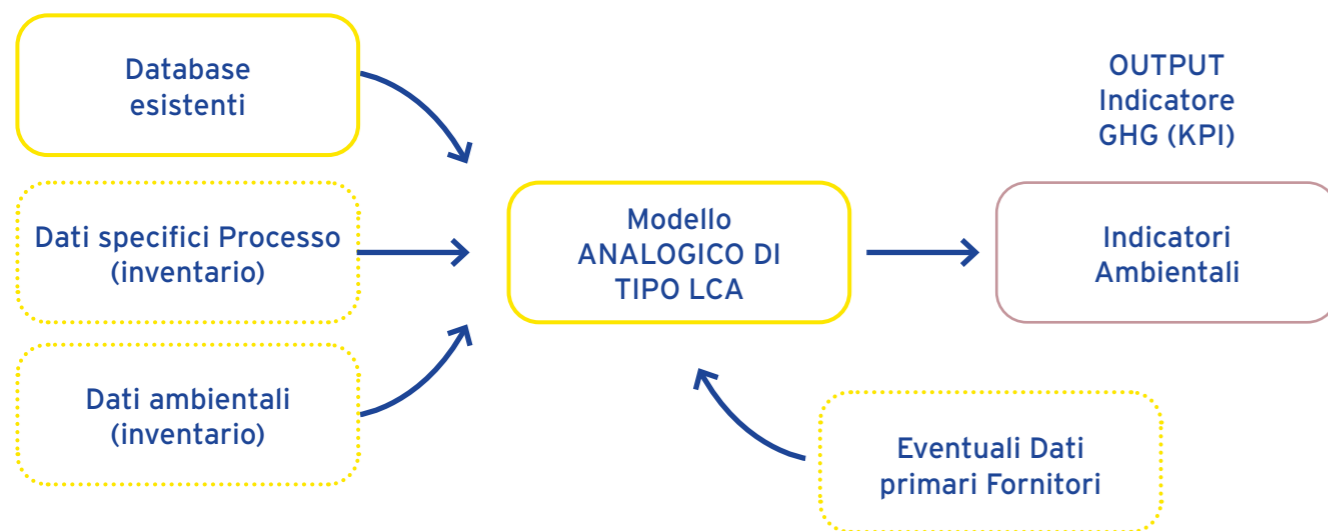 Database
esistenti
Dati specifici Processo
(inventario)
Dati ambientali
(inventario)
Modello
ANALOGICO DI
TIPO LCA
OUTPUT
Indicatore
GHG (KPI)
Indicatori
Ambientali
Eventuali Dati
primari Fornitori